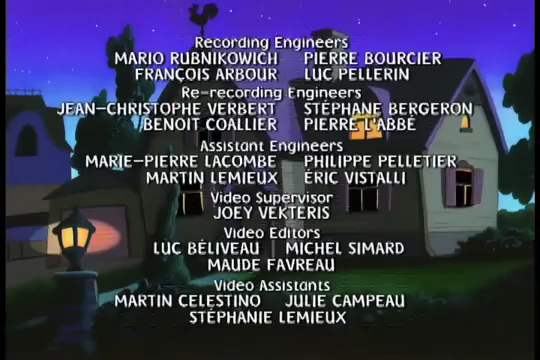 Recording Engineers
MARIO RUBNIKOWICH PIERRE BOURCIER
FRANÇOIS ARBOUR LUC PELLERIN
Re-recording Engineers
JEAN-CHRISTOPHE VERBERT STÉPHANE BERGERON
BENOIT COALLIER PIERRE L'ABBÉ
Assistant Engineers
MARIE-PIERRE LACOMBE PHILIPPE PELLETIER
MARTIN LEMIEUX ÉRIC VISTALLI
Video Supervisor
JOEY VEKTERIS
Video Editors
LUC BÉLIVEAU MICHEL SIMARD
MAUDE FAVREAU
Video Assistants
MARTIN CELESTINO JULIE CAMPEAU
STÉPHANIE LEMIEUX